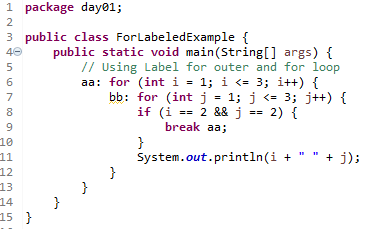 1 package day01;
2
3 public class ForLabeledExample {
4     public static void main(String[] args) {
5         // Using Label for outer and for loop
6         aa: for (int i = 1; i <= 3; i++) {
7             bb: for (int j = 1; j <= 3; j++) {
8                 if (i == 2 && j == 2) {
9                     break aa;
10                 }
11                 System.out.println(i + " " + j);
12             }
13         }
14     }
15 }